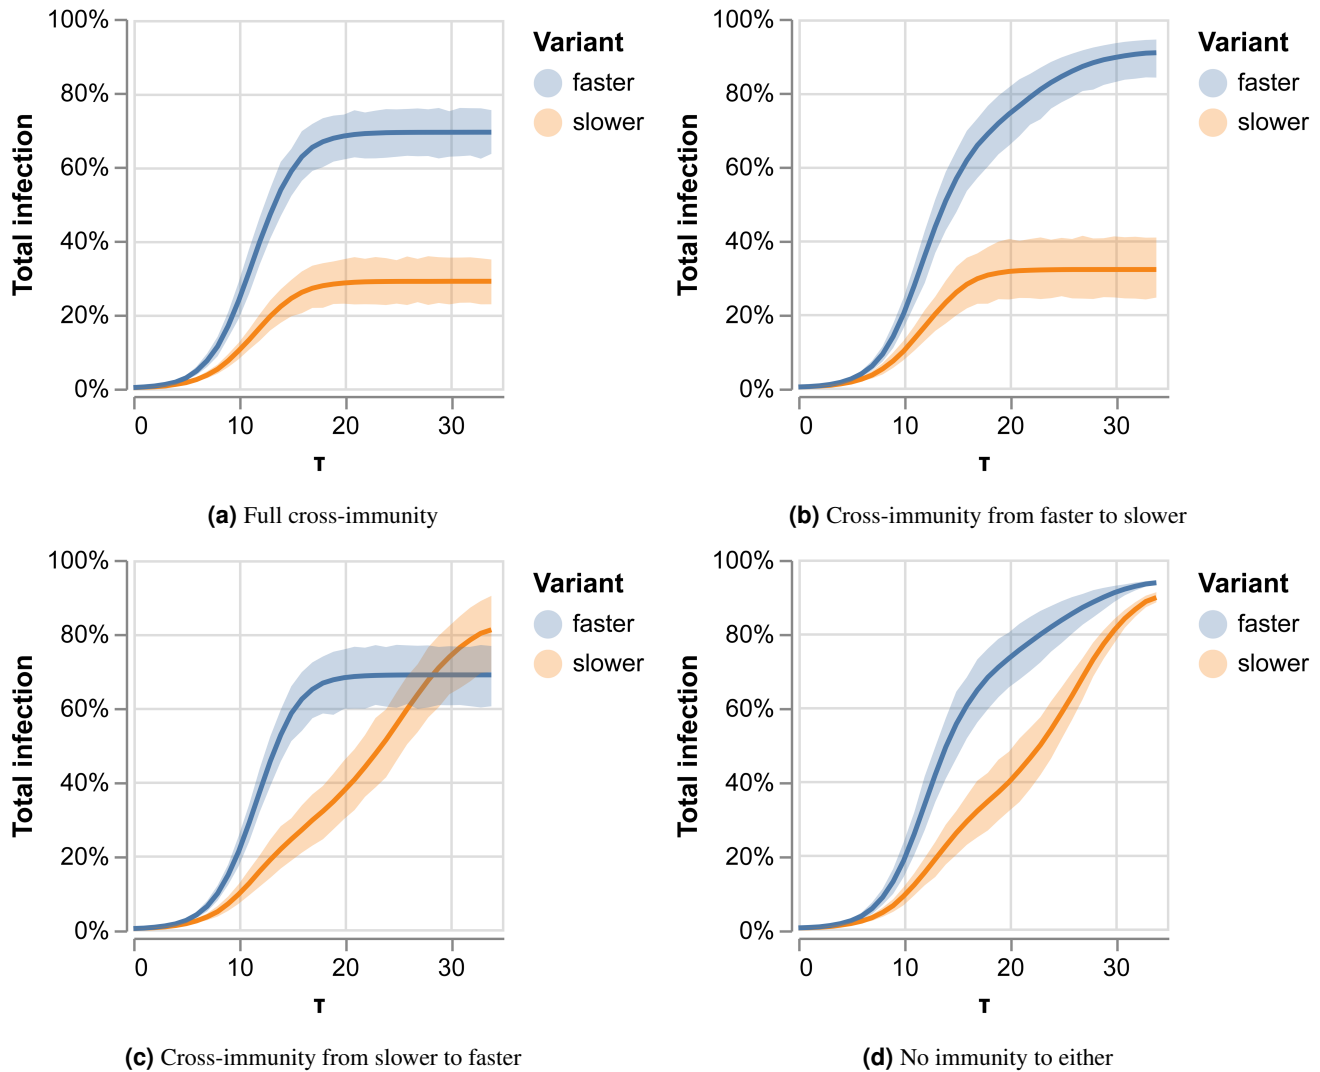 Total infection
100%
80%
60%
40%
20%
0%
0 10 20 30
τ
Variant
faster
slower
(a) Full cross-immunity
Total infection
100%
80%
60%
40%
20%
0%
0 10 20 30
τ
Variant
faster
slower
(b) Cross-immunity from faster to slower
Total infection
100%
80%
60%
40%
20%
0%
0 10 20 30
τ
Variant
faster
slower
(c) Cross-immunity from slower to faster
Total infection
100%
80%
60%
40%
20%
0%
0 10 20 30
τ
Variant
faster
slower
(d) No immunity to either